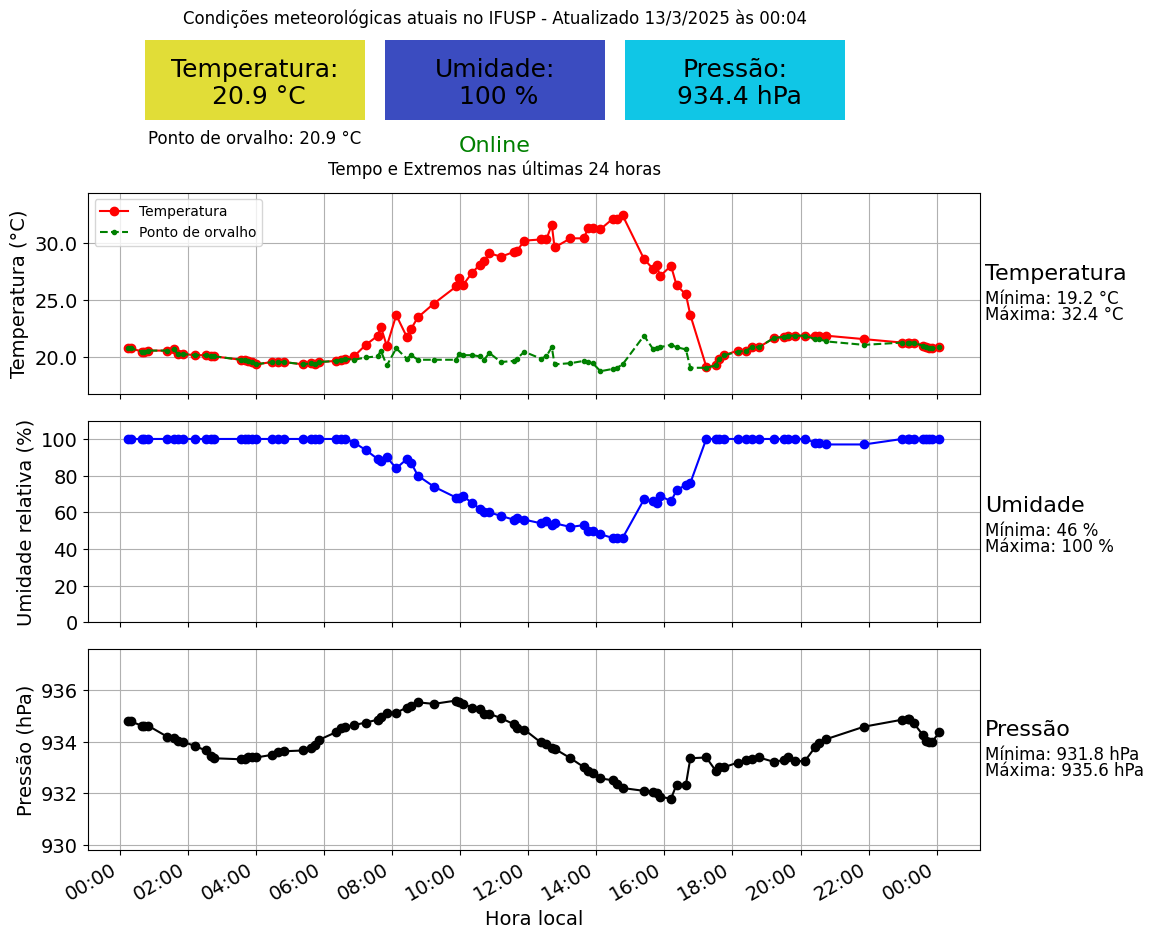 Condições meteorológicas atuais no IFUSP - Atualizado 13/3/2025 às 00:04
Temperatura:
20.9 °C
Umidade:
100 %
Pressão:
934.4 hPa
Ponto de orvalho: 20.9 °C
Online
Tempo e Extremos nas últimas 24 horas
Temperatura (°C)
30.0
25.0
20.0
Temperatura
Ponto de orvalho
Temperatura
Mínima: 19.2 °C
Máxima: 32.4 °C
Umidade relativa (%)
100
80
60
40
20
0
Umidade
Mínima: 46 %
Máxima: 100 %
Pressão (hPa)
936
934
932
930
Pressão
Mínima: 931.8 hPa
Máxima: 935.6 hPa
00:00 02:00 04:00 06:00 08:00 10:00 12:00 14:00 16:00 18:00 20:00 22:00 00:00
Hora local